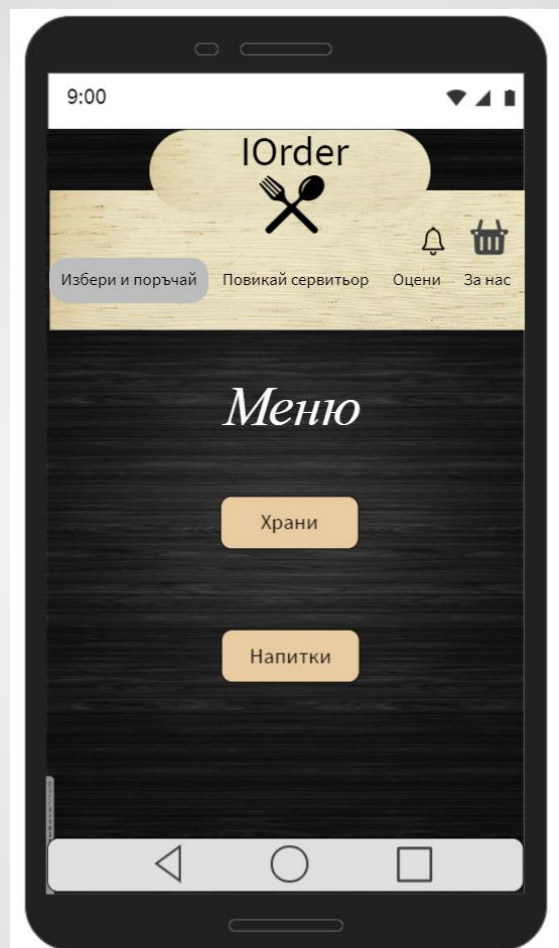 9:00
IOrder
Избери и поръчай Повикай сервитьор Оцени За нас
Меню
Храни
Напитки